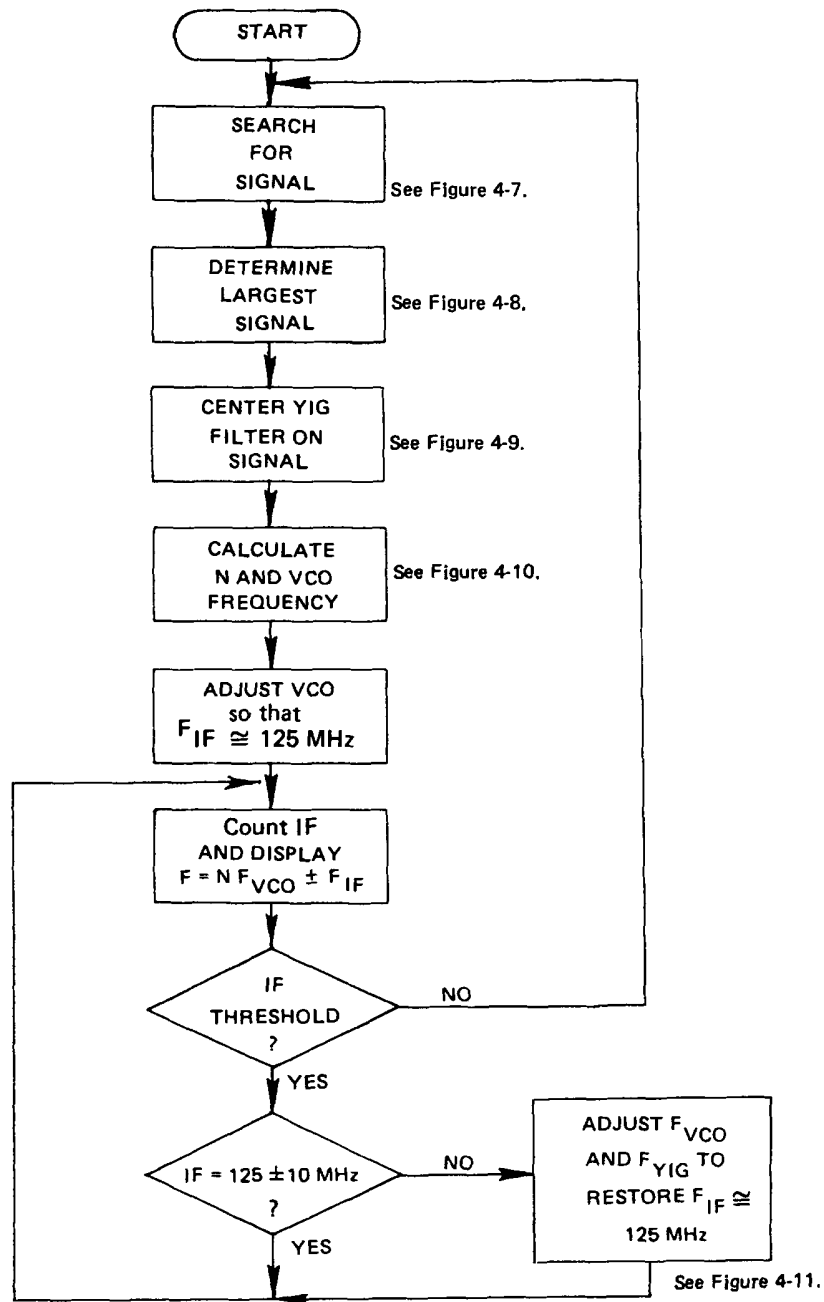 START
SEARCH
FOR
SIGNAL
See Figure 4-7.
DETERMINE
LARGEST
SIGNAL
See Figure 4-8.
CENTER YIG
FILTER ON
SIGNAL
See Figure 4-9.
CALCULATE
N AND VCO
FREQUENCY
See Figure 4-10.
ADJUST VCO
so that
F_IF ≅ 125 MHz
Count IF
AND DISPLAY
F = N F_VCO ± F_IF
IF
THRESHOLD
?
NO
YES
IF = 125 ±10 MHz
?
NO
YES
ADJUST F_VCO
AND F_YIG TO
RESTORE F_IF ≅
125 MHz
See Figure 4-11.